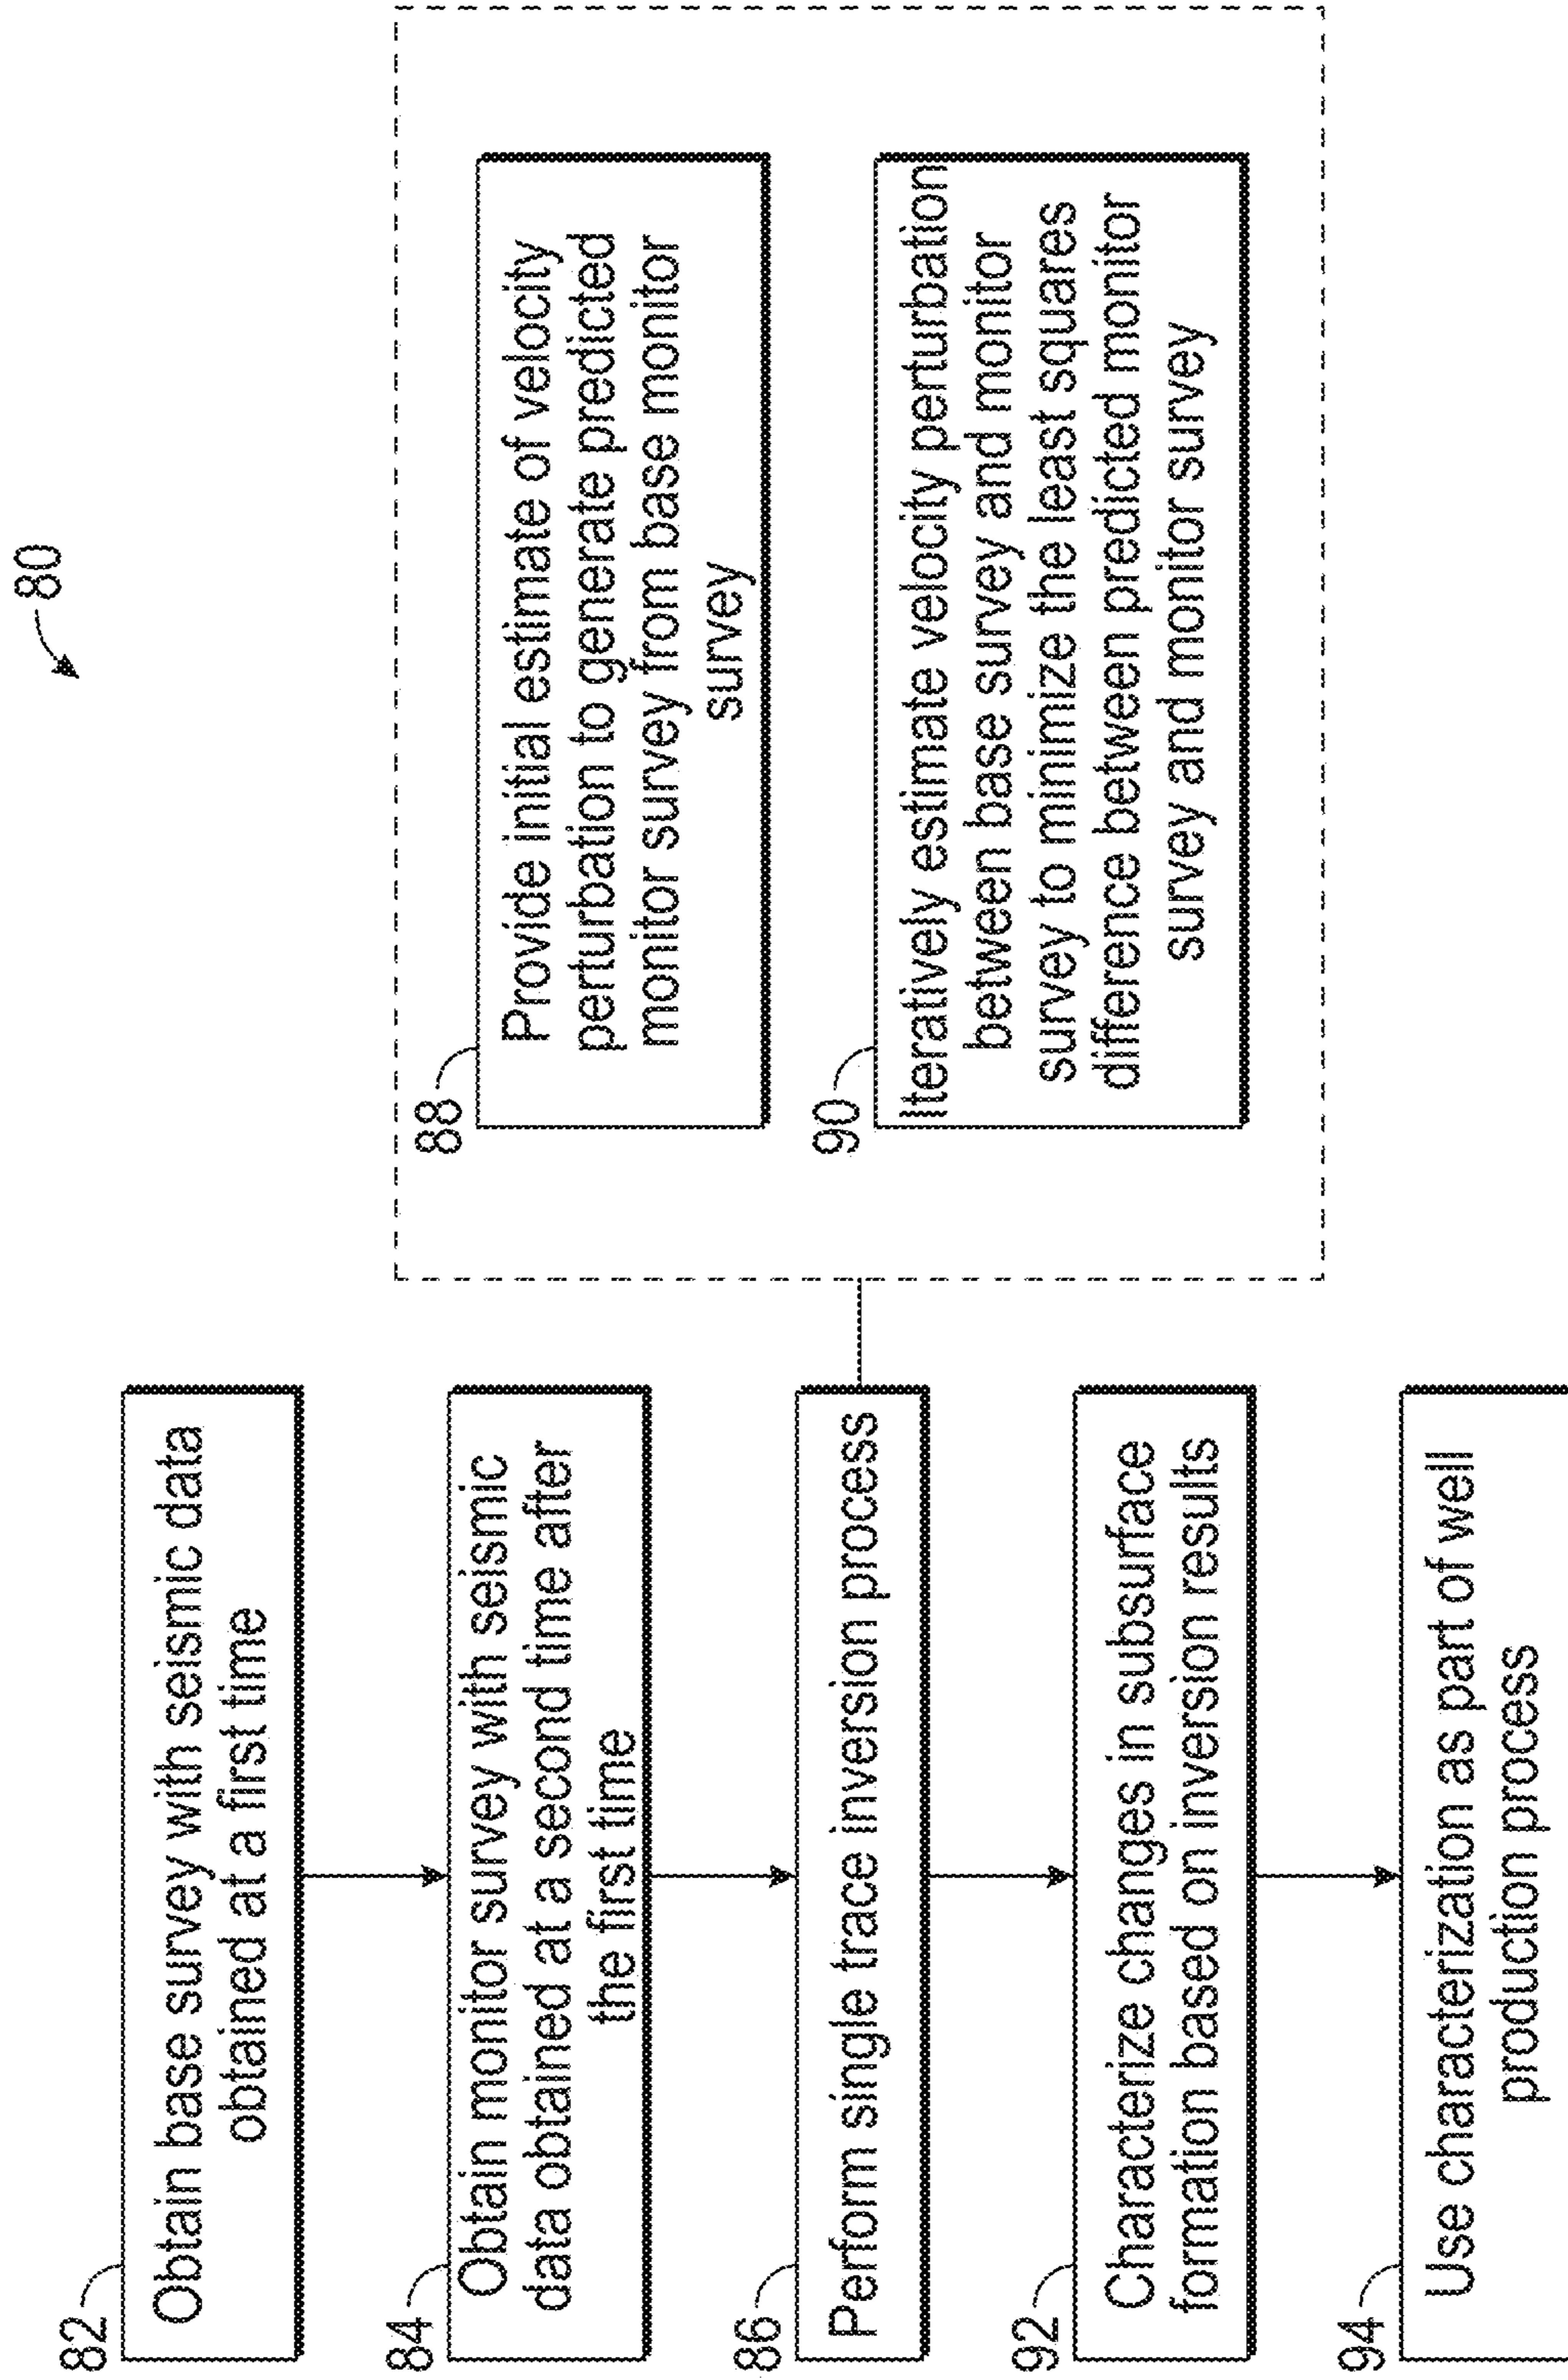 80
82
Obtain base survey with seismic data
obtained at a first time
84
Obtain monitor survey with seismic
data obtained at a second time after
the first time
86
Perform single trace inversion process
88
Provide initial estimate of velocity
perturbation to generate predicted
monitor survey from base monitor
survey
90
Iteratively estimate velocity perturbation
between base survey and monitor
survey to minimize the least squares
difference between predicted monitor
survey and monitor survey
92
Characterize changes in subsurface
formation based on inversion results
94
Use characterization as part of well
production process